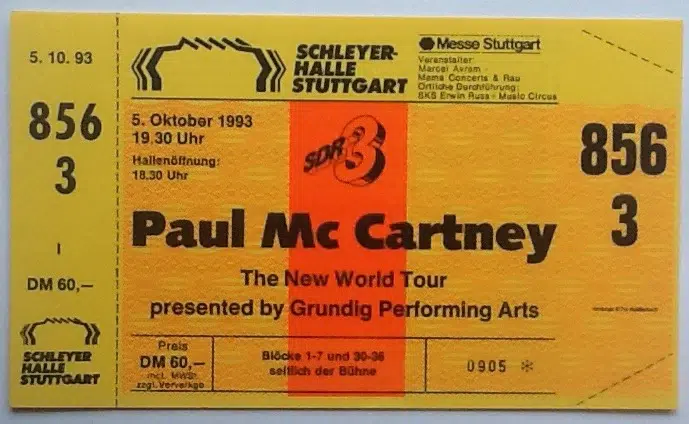 5. 10. 93
856
3
I
DM 60,—
SCHLEYER
HALLE
STUTTGART
SCHLEYER-
HALLE
STUTTGART
Messe Stuttgart
Veranstalter:
Marcel Avram -
Mama Concerts & Rau
Örtliche Durchführung:
SKS Erwin Russ - Music Circus
5. Oktober 1993
19.30 Uhr
Hallenöffnung:
18.30 Uhr
SDR 3
Paul Mc Cartney
The New World Tour
presented by Grundig Performing Arts
Preis
DM 60,—
incl. MWSt.
zzgl. Vorverkgb
Blöcke 1-7 und 30-36
seitlich der Bühne
0905 *
856
3